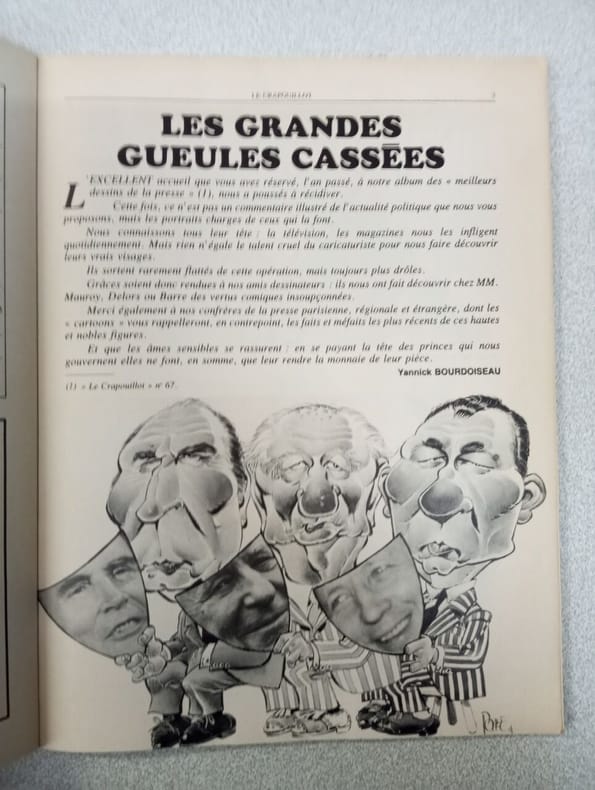 LE CRAPOUILLOT 3
LES GRANDES
GUEULES CASSÉES
L'EXCELLENT accueil que vous avez réservé, l'an passé, à notre album des « meilleurs
dessins de la presse » (1), nous a poussés à récidiver.
Cette fois, ce n'est pas un commentaire illustré de l'actualité politique que nous vous
proposons, mais les portraits charges de ceux qui la font.
Nous connaissons tous leur tête : la télévision, les magazines nous les infligent
quotidiennement. Mais rien n'égale le talent cruel du caricaturiste pour nous faire découvrir
leurs vrais visages.
Ils sortent rarement flattés de cette opération, mais toujours plus drôles.
Grâces soient donc rendues à nos amis dessinateurs : ils nous ont fait découvrir chez MM.
Mauroy, Delors ou Barre des vertus comiques insoupçonnées.
Merci également à nos confrères de la presse parisienne, régionale et étrangère, dont les
« cartoons » vous rappelleront, en contrepoint, les faits et méfaits les plus récents de ces hautes
et nobles figures.
Et que les âmes sensibles se rassurent : en se payant la tête des princes qui nous
gouvernent elles ne font, en somme, que leur rendre la monnaie de leur pièce.
Yannick BOURDOISEAU
(1) « Le Crapouillot » n° 67.